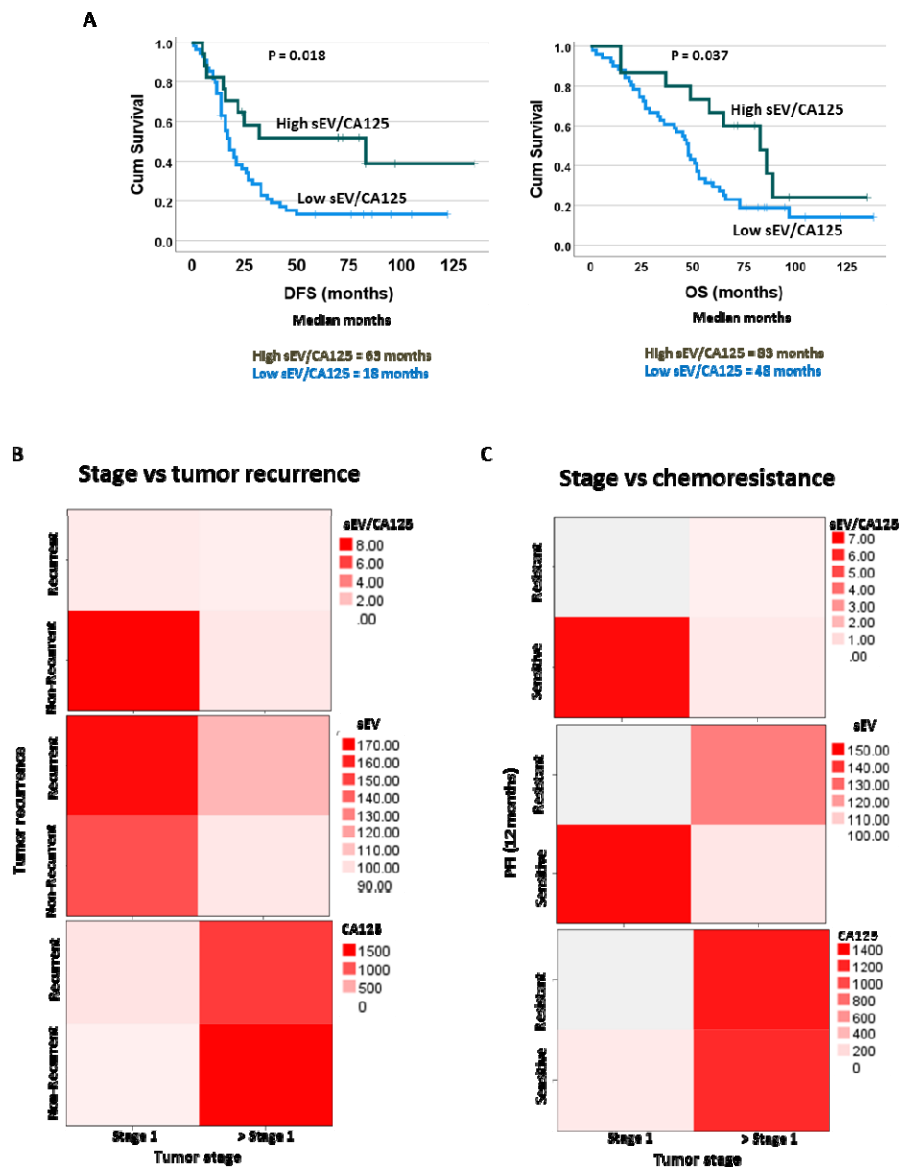 A
P = 0.018
High sEV/CA125
Low sEV/CA125
Cum Survival
1.0
0.8
0.6
0.4
0.2
0.0
0 25 50 75 100 125
DFS (months)
Median months
High sEV/CA125 = 63 months
Low sEV/CA125 = 18 months
P = 0.037
High sEV/CA125
Low sEV/CA125
Cum Survival
1.0
0.8
0.6
0.4
0.2
0.0
0 25 50 75 100 125
OS (months)
Median months
High sEV/CA125 = 83 months
Low sEV/CA125 = 48 months
B
Stage vs tumor recurrence
Tumor recurrence
Recurrent
Non-Recurrent
sEV/CA125
8.00
6.00
4.00
2.00
.00
Recurrent
Non-Recurrent
sEV
170.00
160.00
150.00
140.00
130.00
120.00
110.00
100.00
90.00
Recurrent
Non-Recurrent
CA125
1500
1000
500
0
Stage 1
> Stage 1
Tumor stage
C
Stage vs chemoresistance
PFI (12 months)
Resistant
Sensitive
sEV/CA125
7.00
6.00
5.00
4.00
3.00
2.00
1.00
.00
Resistant
Sensitive
sEV
150.00
140.00
130.00
120.00
110.00
100.00
Resistant
Sensitive
CA125
1400
1200
1000
800
600
400
200
0
Stage 1
> Stage 1
Tumor stage